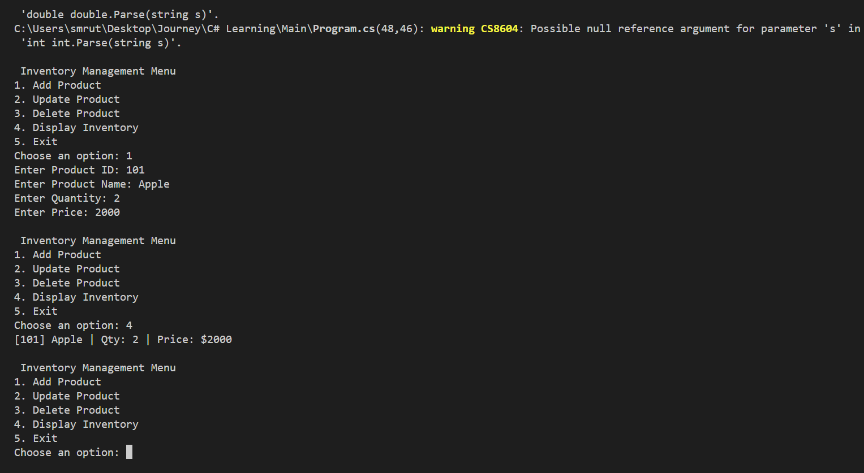 'double double.Parse(string s)'.
C:\Users\smrut\Desktop\Journey\C# Learning\Main\Program.cs(48,46): warning CS8604: Possible null reference argument for parameter 's' in
'int int.Parse(string s)'.
Inventory Management Menu
1. Add Product
2. Update Product
3. Delete Product
4. Display Inventory
5. Exit
Choose an option: 1
Enter Product ID: 101
Enter Product Name: Apple
Enter Quantity: 2
Enter Price: 2000
Inventory Management Menu
1. Add Product
2. Update Product
3. Delete Product
4. Display Inventory
5. Exit
Choose an option: 4
[101] Apple | Qty: 2 | Price: $2000
Inventory Management Menu
1. Add Product
2. Update Product
3. Delete Product
4. Display Inventory
5. Exit
Choose an option: